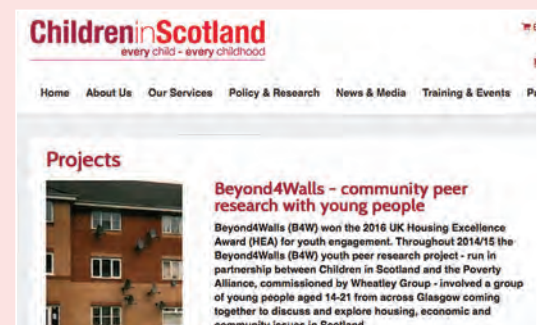 ChildreninScotland
every child - every childhood
Home About Us Our Services Policy & Research News & Media Training & Events
Projects
Beyond4Walls – community peer
research with young people
Beyond4Walls (B4W) won the 2016 UK Housing Excellence
Award (HEA) for youth engagement. Throughout 2014/15 the
Beyond4Walls (B4W) youth peer research project - run in
partnership between Children in Scotland and the Poverty
Alliance, commissioned by Wheatley Group - involved a group
of young people aged 14-21 from across Glasgow coming
together to discuss and explore housing, economic and
community issues in Scotland